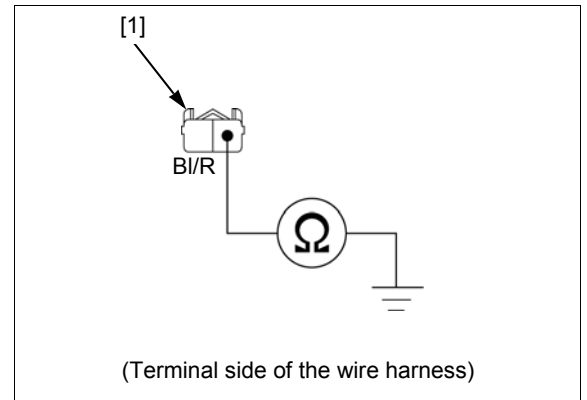 [1]
Bl/R
Ω
(Terminal side of the wire harness)